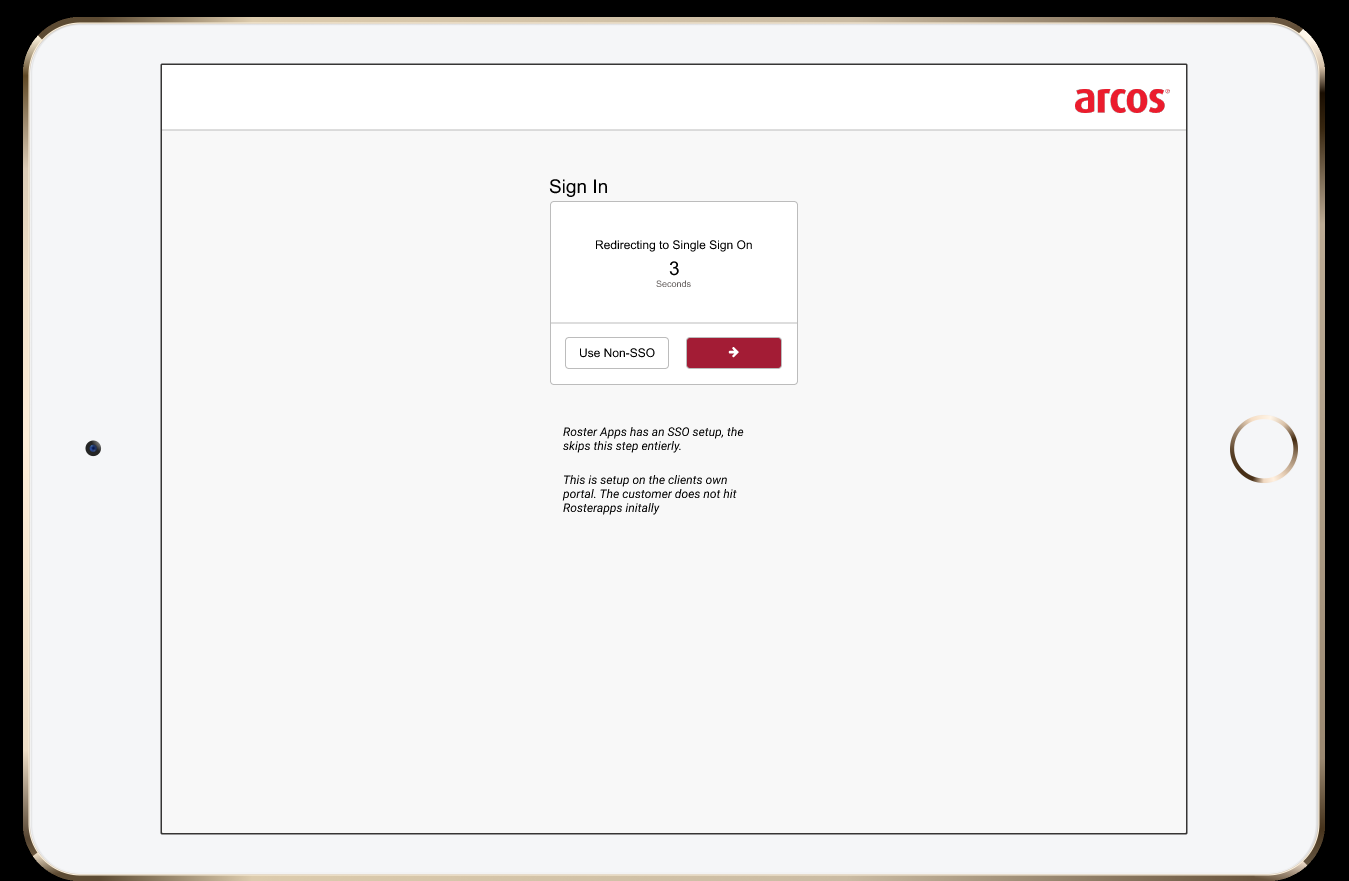 arcos®
Sign In
Redirecting to Single Sign On
3
Seconds
Use Non-SSO
Roster Apps has an SSO setup, the
skips this step entierly.
This is setup on the clients own
portal. The customer does not hit
Rosterapps initally